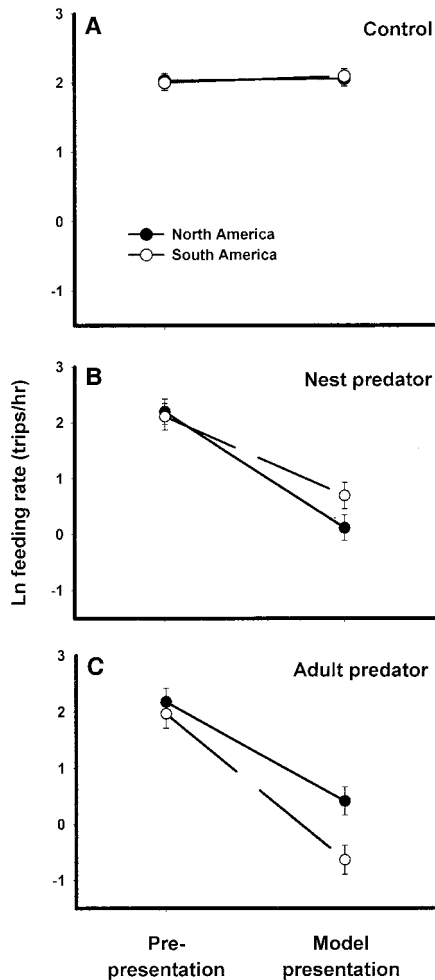 A
Control
3
2
1
0
-1
North America
South America
B
Nest predator
3
2
1
0
-1
C
Adult predator
3
2
1
0
-1
Ln feeding rate (trips/hr)
Pre-
presentation
Model
presentation